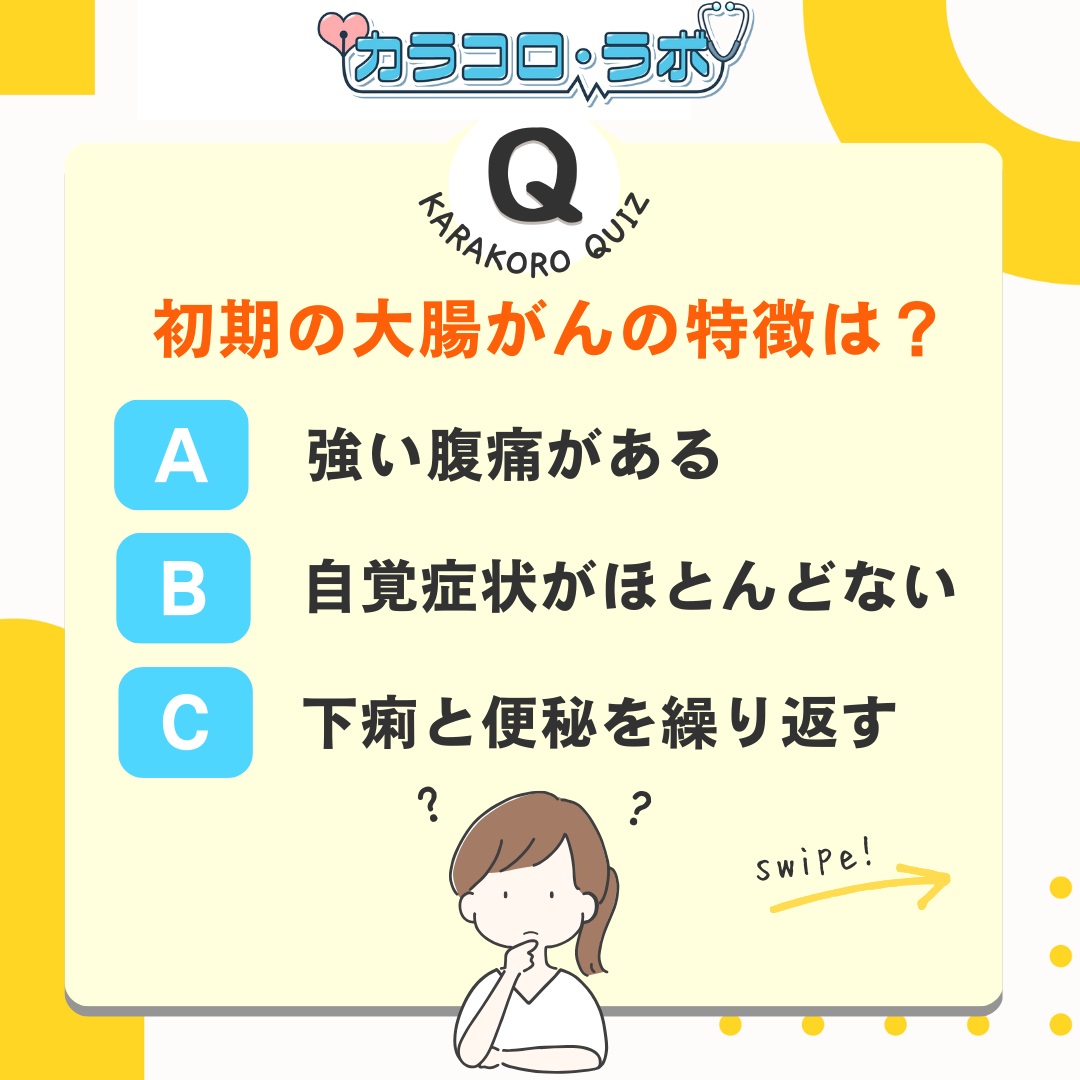 カラコロ・ラボ
Q
KARAKORO QUIZ
初期の大腸がんの特徴は？
A 強い腹痛がある
B 自覚症状がほとんどない
C 下痢と便秘を繰り返す
? ?
swipe!